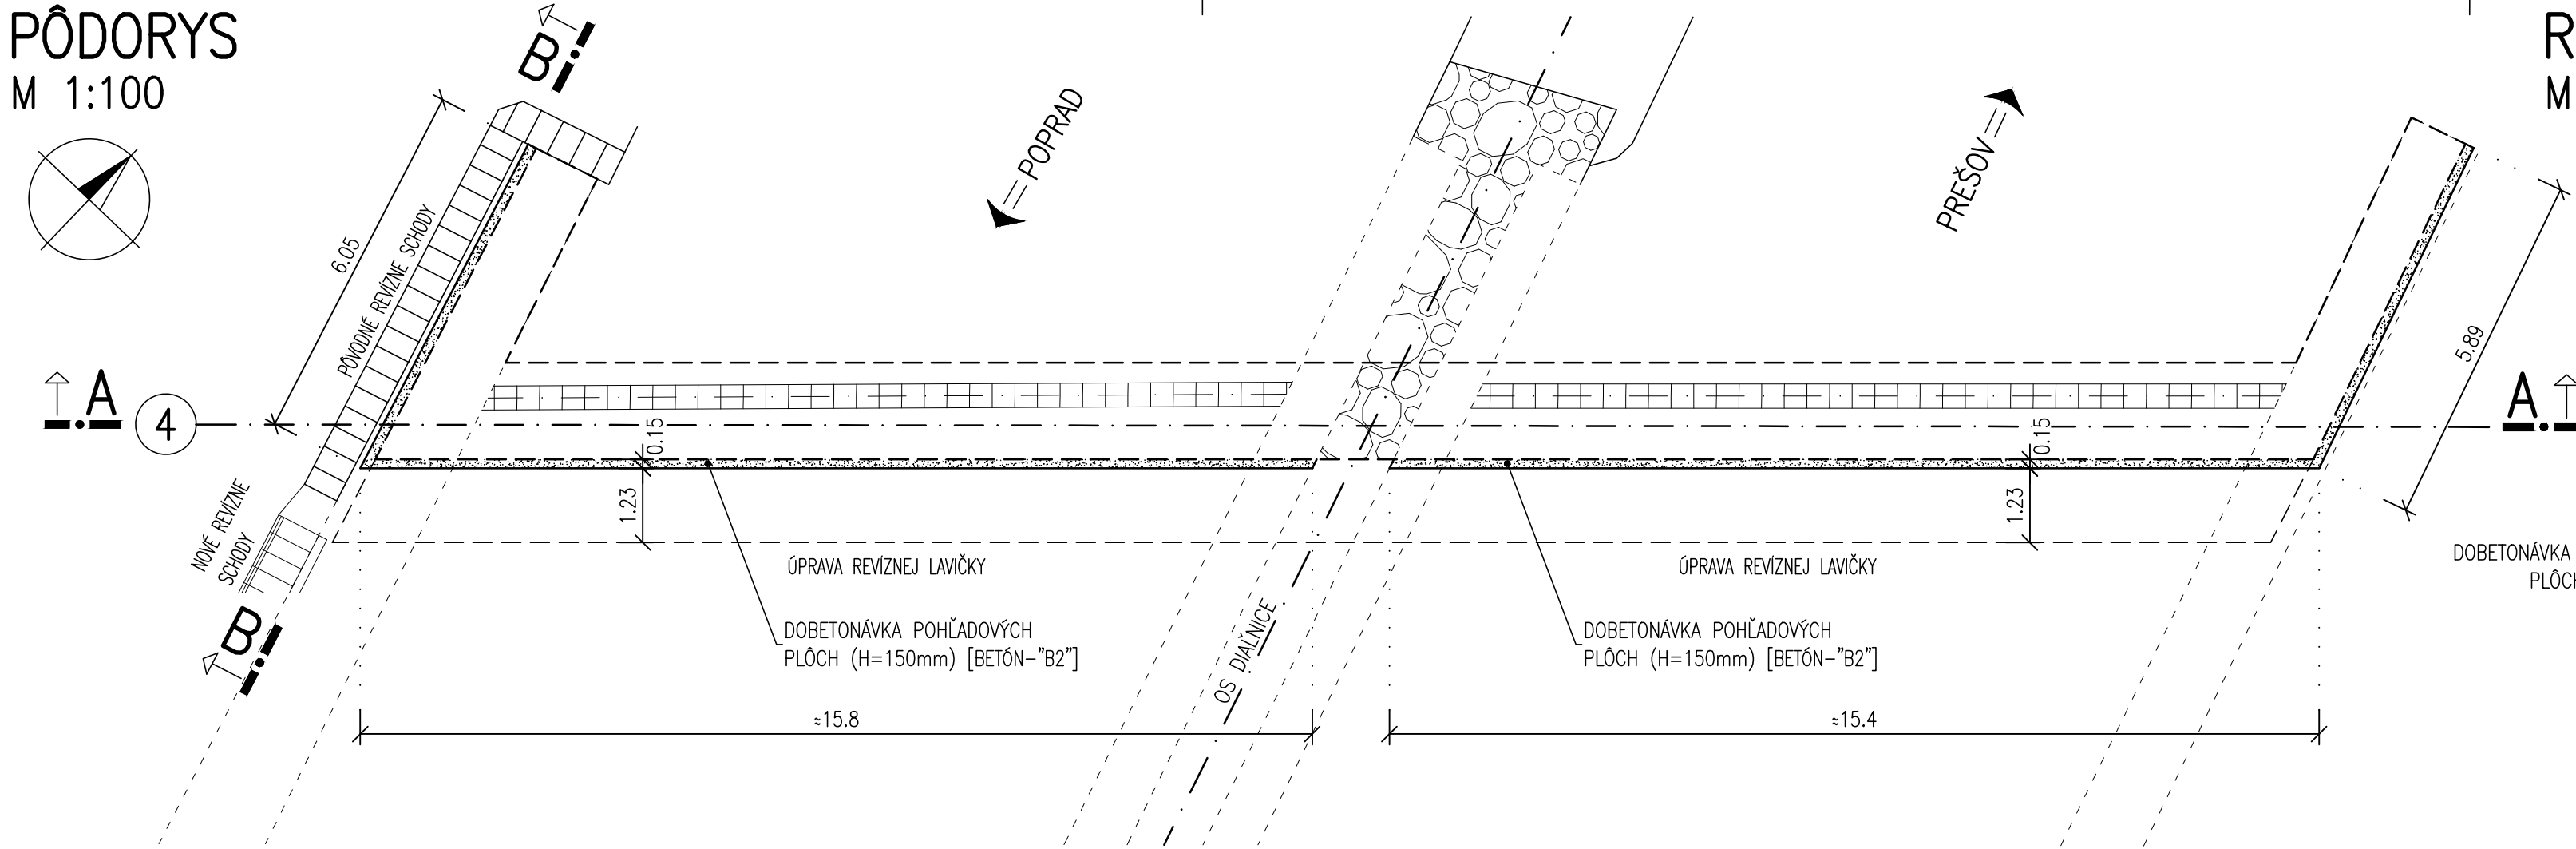 PÔDORYS
M 1:100
B
POPRAD
PREŠOV
R
M
6.05
PÔVODNÉ REVÍZNE SCHODY
5.89
A
4
A
0.15
0.15
1.23
1.23
NOVÉ REVÍZNE
SCHODY
B
ÚPRAVA REVÍZNEJ LAVIČKY
ÚPRAVA REVÍZNEJ LAVIČKY
DOBETONÁVKA
PLÔCH
DOBETONÁVKA POHĽADOVÝCH
PLÔCH (H=150mm) [BETÓN-"B2"]
OS DIAĽNICE
DOBETONÁVKA POHĽADOVÝCH
PLÔCH (H=150mm) [BETÓN-"B2"]
≈15.8
≈15.4